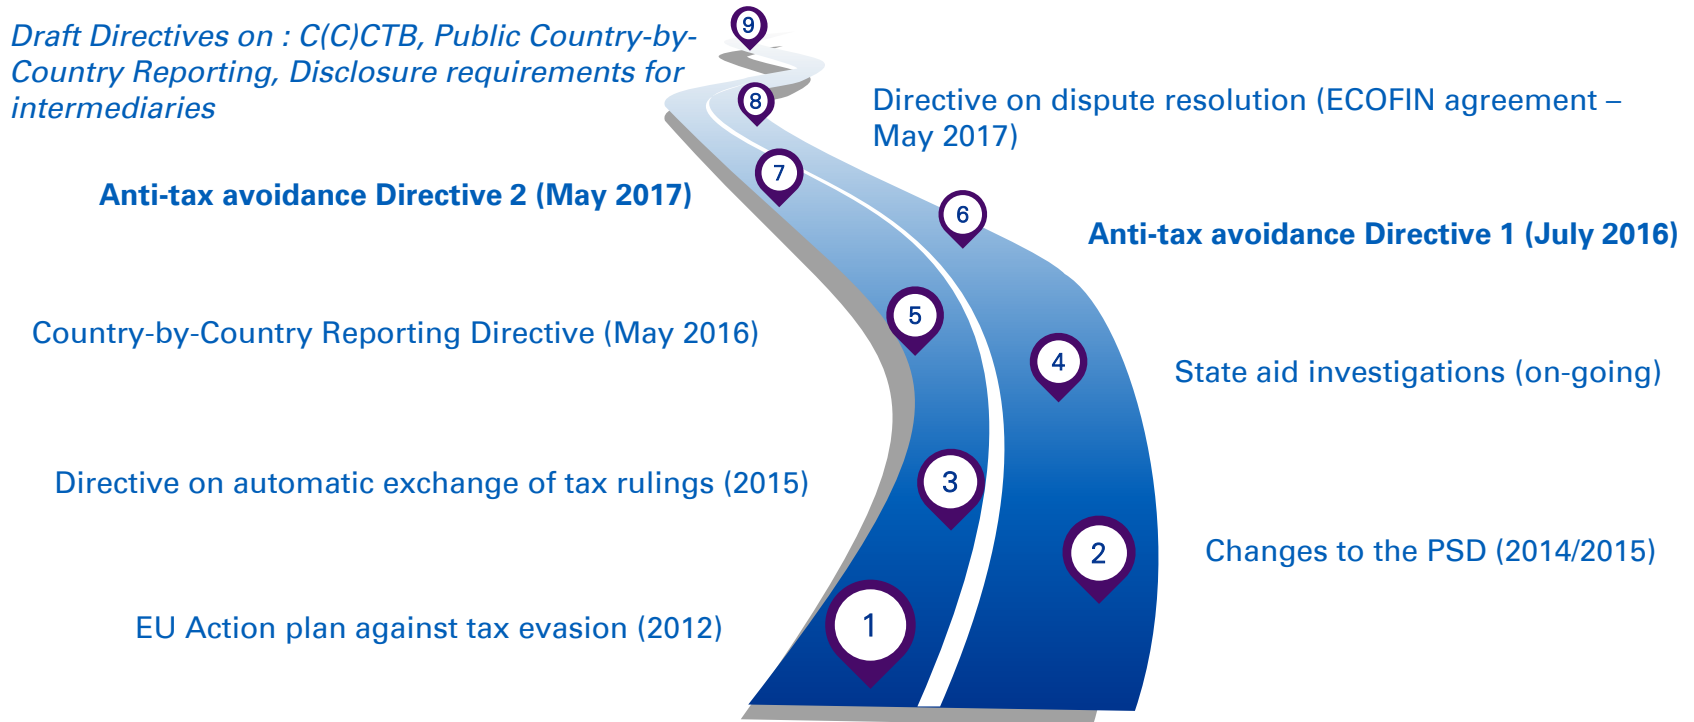 9
Draft Directives on : C(C)CTB, Public Country-by-
Country Reporting, Disclosure requirements for
intermediaries
8
Directive on dispute resolution (ECOFIN agreement –
May 2017)
7
Anti-tax avoidance Directive 2 (May 2017)
6
Anti-tax avoidance Directive 1 (July 2016)
5
Country-by-Country Reporting Directive (May 2016)
4
State aid investigations (on-going)
3
Directive on automatic exchange of tax rulings (2015)
2
Changes to the PSD (2014/2015)
1
EU Action plan against tax evasion (2012)